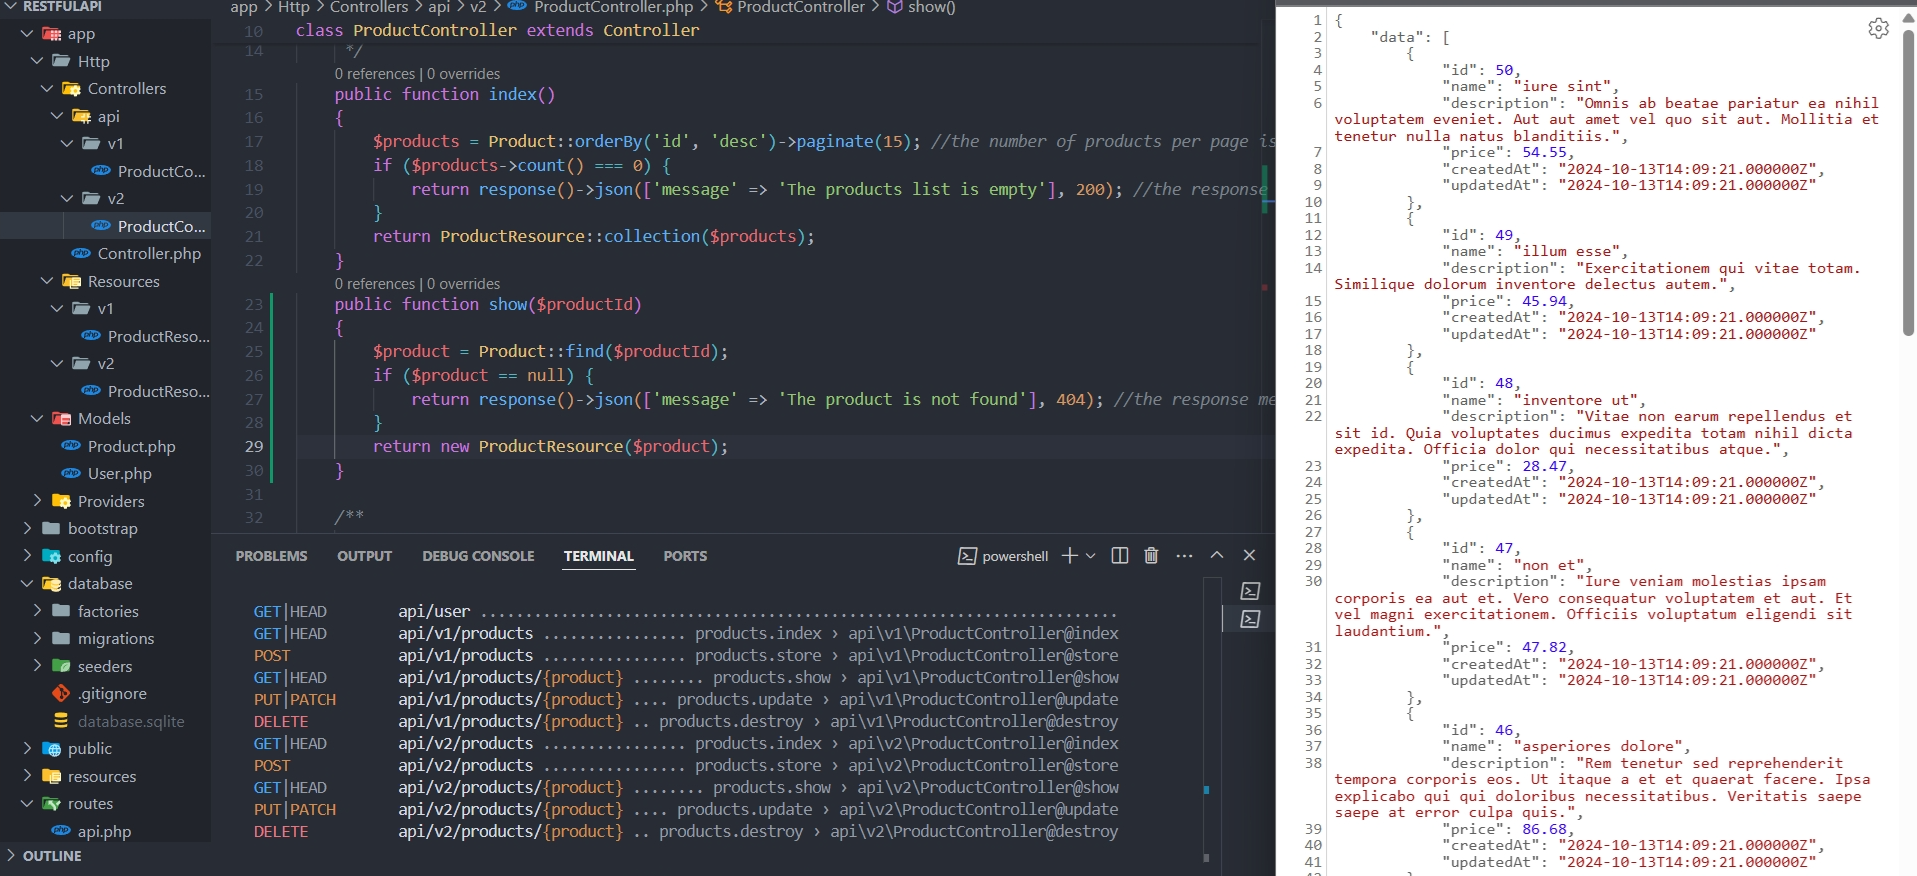 RESTFULAPI
app
Http
Controllers
api
v1
ProductCo...
v2
ProductCo...
Controller.php
Resources
v1
ProductReso...
v2
ProductReso...
Models
Product.php
User.php
Providers
bootstrap
config
database
factories
migrations
seeders
.gitignore
database.sqlite
public
resources
routes
api.php
OUTLINE
app > Http > Controllers > api > v2 > ProductController.php > ProductController > show()
10 class ProductController extends Controller
14 */
0 references | 0 overrides
15 public function index()
16 {
17 $products = Product::orderBy('id', 'desc')->paginate(15); //the number of products per page is
18 if ($products->count() === 0) {
19 return response()->json(['message' => 'The products list is empty'], 200); //the response
20 }
21 return ProductResource::collection($products);
22 }
0 references | 0 overrides
23 public function show($productId)
24 {
25 $product = Product::find($productId);
26 if ($product == null) {
27 return response()->json(['message' => 'The product is not found'], 404); //the response me
28 }
29 return new ProductResource($product);
30 }
31
32 /**
PROBLEMS OUTPUT DEBUG CONSOLE TERMINAL PORTS powershell
GET|HEAD api/user .......................................................................
GET|HEAD api/v1/products ................ products.index › api\v1\ProductController@index
POST api/v1/products ................ products.store › api\v1\ProductController@store
GET|HEAD api/v1/products/{product} ........ products.show › api\v1\ProductController@show
PUT|PATCH api/v1/products/{product} .... products.update › api\v1\ProductController@update
DELETE api/v1/products/{product} .. products.destroy › api\v1\ProductController@destroy
GET|HEAD api/v2/products ................ products.index › api\v2\ProductController@index
POST api/v2/products ................ products.store › api\v2\ProductController@store
GET|HEAD api/v2/products/{product} ........ products.show › api\v2\ProductController@show
PUT|PATCH api/v2/products/{product} .... products.update › api\v2\ProductController@update
DELETE api/v2/products/{product} .. products.destroy › api\v2\ProductController@destroy
1 {
2 "data": [
3 {
4 "id": 50,
5 "name": "iure sint",
6 "description": "Omnis ab beatae pariatur ea nihil
voluptatem eveniet. Aut aut amet vel quo sit aut. Mollitia et
tenetur nulla natus blanditiis.",
7 "price": 54.55,
8 "createdAt": "2024-10-13T14:09:21.000000Z",
9 "updatedAt": "2024-10-13T14:09:21.000000Z"
10 },
11 {
12 "id": 49,
13 "name": "illum esse",
14 "description": "Exercitationem qui vitae totam.
Similique dolorum inventore delectus autem.",
15 "price": 45.94,
16 "createdAt": "2024-10-13T14:09:21.000000Z",
17 "updatedAt": "2024-10-13T14:09:21.000000Z"
18 },
19 {
20 "id": 48,
21 "name": "inventore ut",
22 "description": "Vitae non earum repellendus et
sit id. Quia voluptates ducimus expedita totam nihil dicta
expedita. Officia dolor qui necessitatibus atque.",
23 "price": 28.47,
24 "createdAt": "2024-10-13T14:09:21.000000Z",
25 "updatedAt": "2024-10-13T14:09:21.000000Z"
26 },
27 {
28 "id": 47,
29 "name": "non et",
30 "description": "Iure veniam molestias ipsam
corporis ea aut et. Vero consequatur voluptatem et aut. Et
vel magni exercitationem. Officiis voluptatum eligendi sit
laudantium.",
31 "price": 47.82,
32 "createdAt": "2024-10-13T14:09:21.000000Z",
33 "updatedAt": "2024-10-13T14:09:21.000000Z"
34 },
35 {
36 "id": 46,
37 "name": "asperiores dolore",
38 "description": "Rem tenetur sed reprehenderit
tempora corporis eos. Ut itaque a et et quaerat facere. Ipsa
explicabo qui qui doloribus necessitatibus. Veritatis saepe
saepe at error culpa quis.",
39 "price": 86.68,
40 "createdAt": "2024-10-13T14:09:21.000000Z",
41 "updatedAt": "2024-10-13T14:09:21.000000Z"